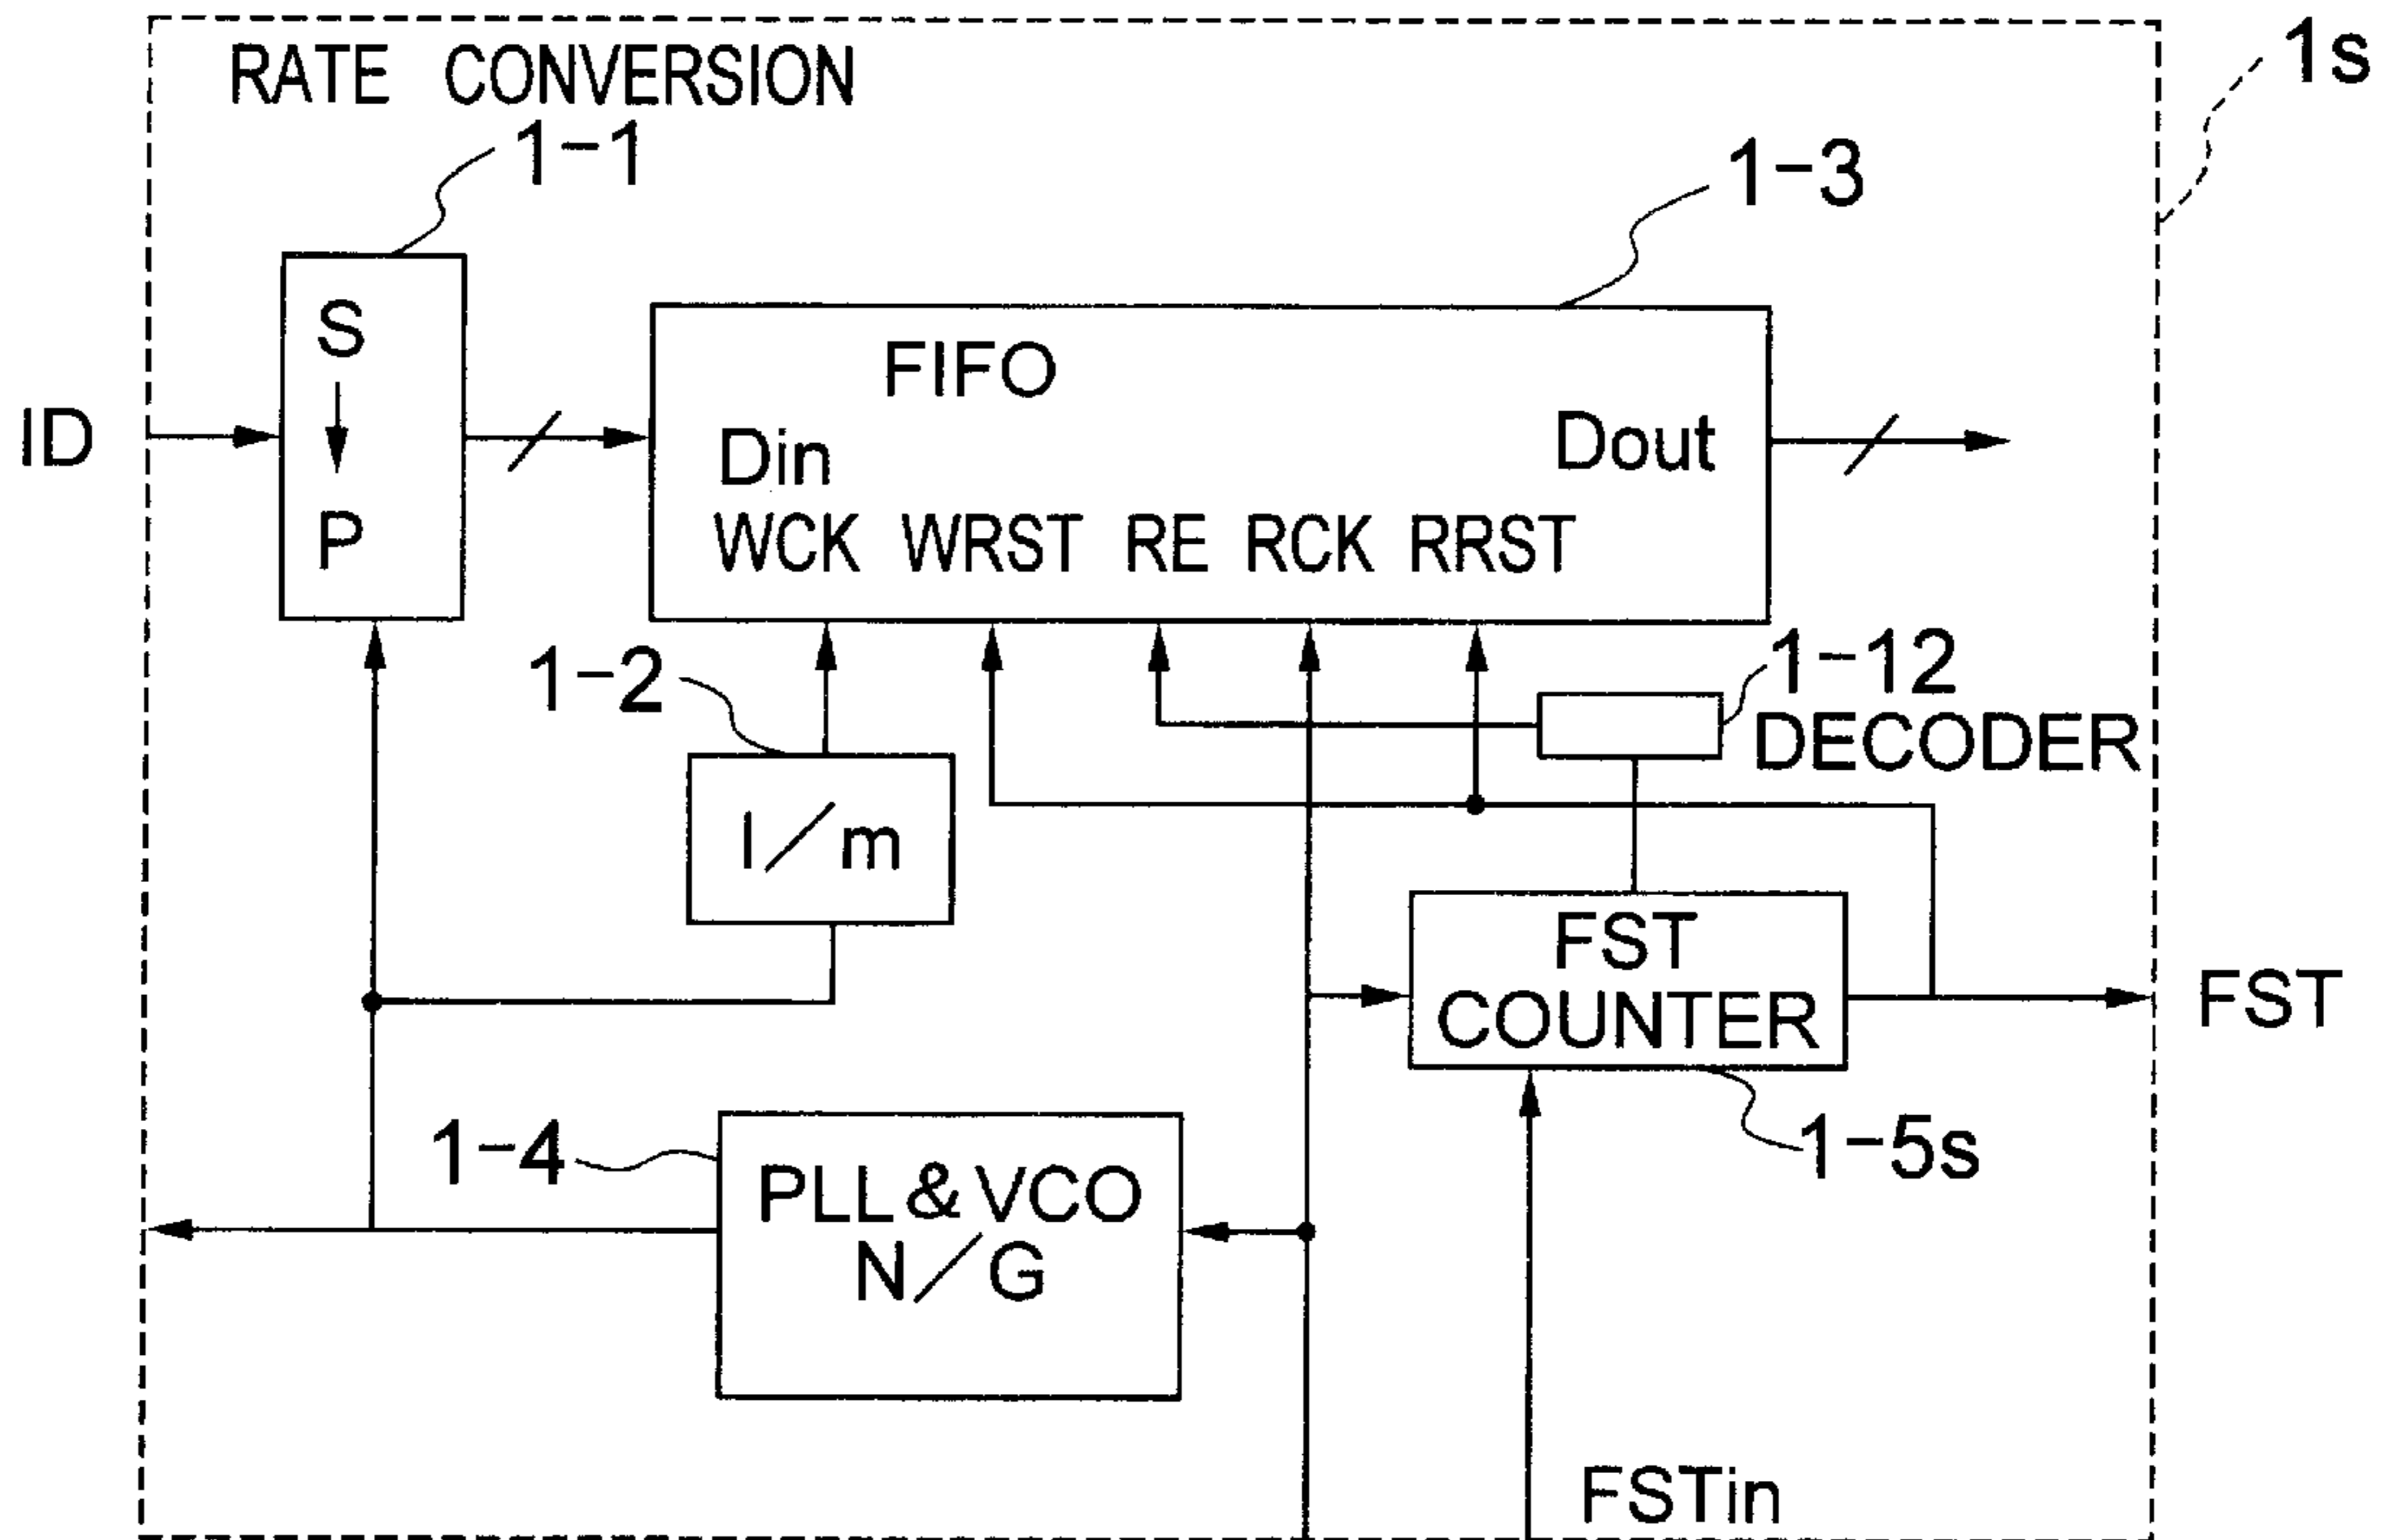 RATE CONVERSION
1s
1-1
1-3
S
P
ID
FIFO
Din
Dout
WCK WRST RE RCK RRST
1-2
1-12
DECODER
1/m
FST
COUNTER
FST
1-4
1-5s
PLL & VCO
N/G
FSTin